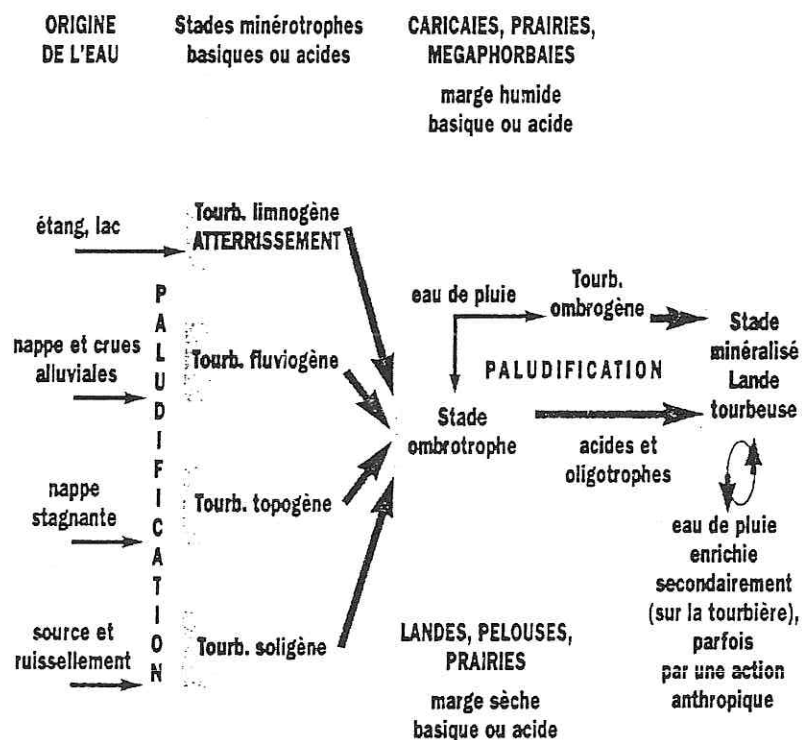 ORIGINE
DE L'EAU
Stades minérotrophes
basiques ou acides
CARICAIES, PRAIRIES,
MEGAPHORBAIES
marge humide
basique ou acide
étang, lac
Tourb. limnogène
ATTERRISSEMENT
PALUDIFICATION
nappe et crues
alluviales
Tourb. fluviogène
nappe
stagnante
Tourb. topogène
source et
ruissellement
Tourb. soligène
eau de pluie
Tourb.
ombrogène
PALUDIFICATION
Stade
ombrotrophe
acides et
oligotrophes
Stade
minéralisé
Lande
tourbeuse
eau de pluie
enrichie
secondairement
(sur la tourbière),
parfois
par une action
anthropique
LANDES, PELOUSES,
PRAIRIES
marge sèche
basique ou acide